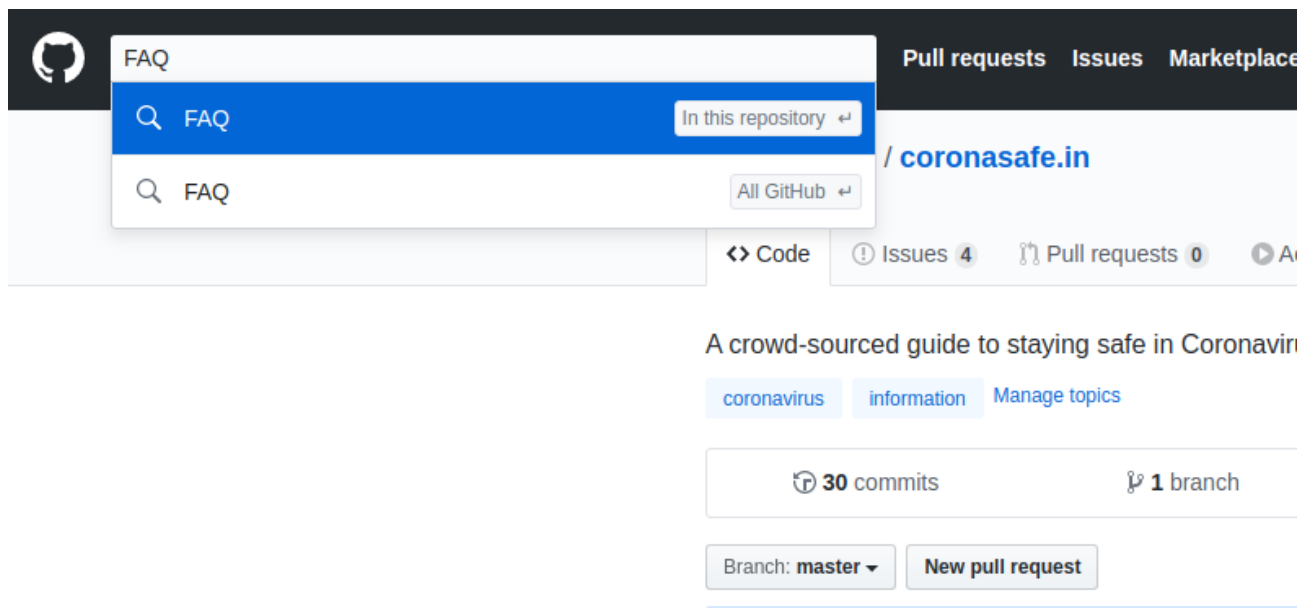 FAQ
Pull requests Issues Marketplace
FAQ In this repository ↵
FAQ All GitHub ↵
/ coronasafe.in
<> Code Issues 4 Pull requests 0
A crowd-sourced guide to staying safe in
coronavirus information Manage topics
30 commits 1 branch
Branch: master New pull request